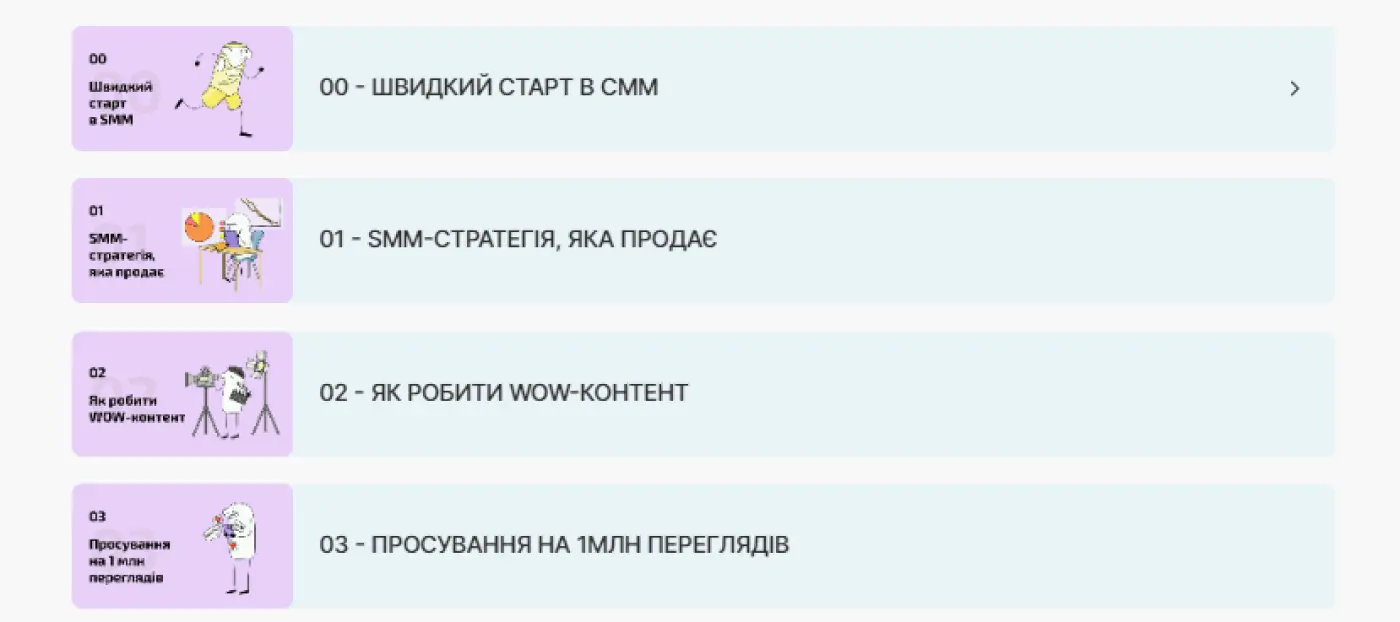 00
Швидкий
старт
в SMM
00 - ШВИДКИЙ СТАРТ В СММ
01
SMM-
стратегія,
яка продає
01 - SMM-СТРАТЕГІЯ, ЯКА ПРОДАЄ
02
Як робити
WOW-контент
02 - ЯК РОБИТИ WOW-КОНТЕНТ
03
Просування
на 1 млн
переглядів
03 - ПРОСУВАННЯ НА 1МЛН ПЕРЕГЛЯДІВ